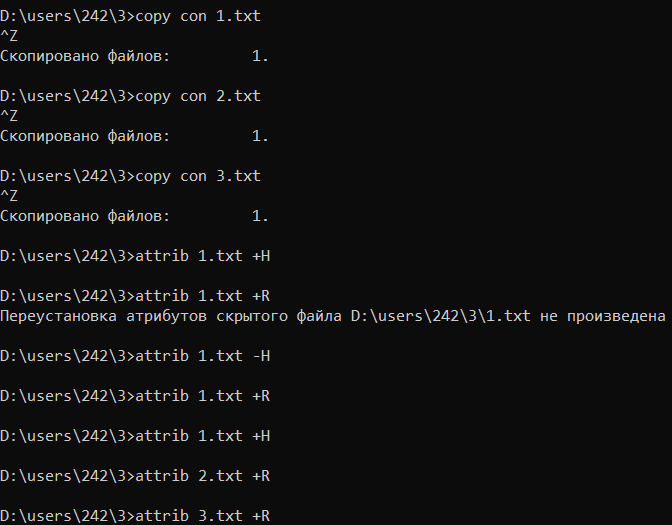 D:\users\242\3>copy con 1.txt
^Z
Скопировано файлов:         1.
D:\users\242\3>copy con 2.txt
^Z
Скопировано файлов:         1.
D:\users\242\3>copy con 3.txt
^Z
Скопировано файлов:         1.
D:\users\242\3>attrib 1.txt +H
D:\users\242\3>attrib 1.txt +R
Переустановка атрибутов скрытого файла D:\users\242\3\1.txt не произведена
D:\users\242\3>attrib 1.txt -H
D:\users\242\3>attrib 1.txt +R
D:\users\242\3>attrib 1.txt +H
D:\users\242\3>attrib 2.txt +R
D:\users\242\3>attrib 3.txt +R